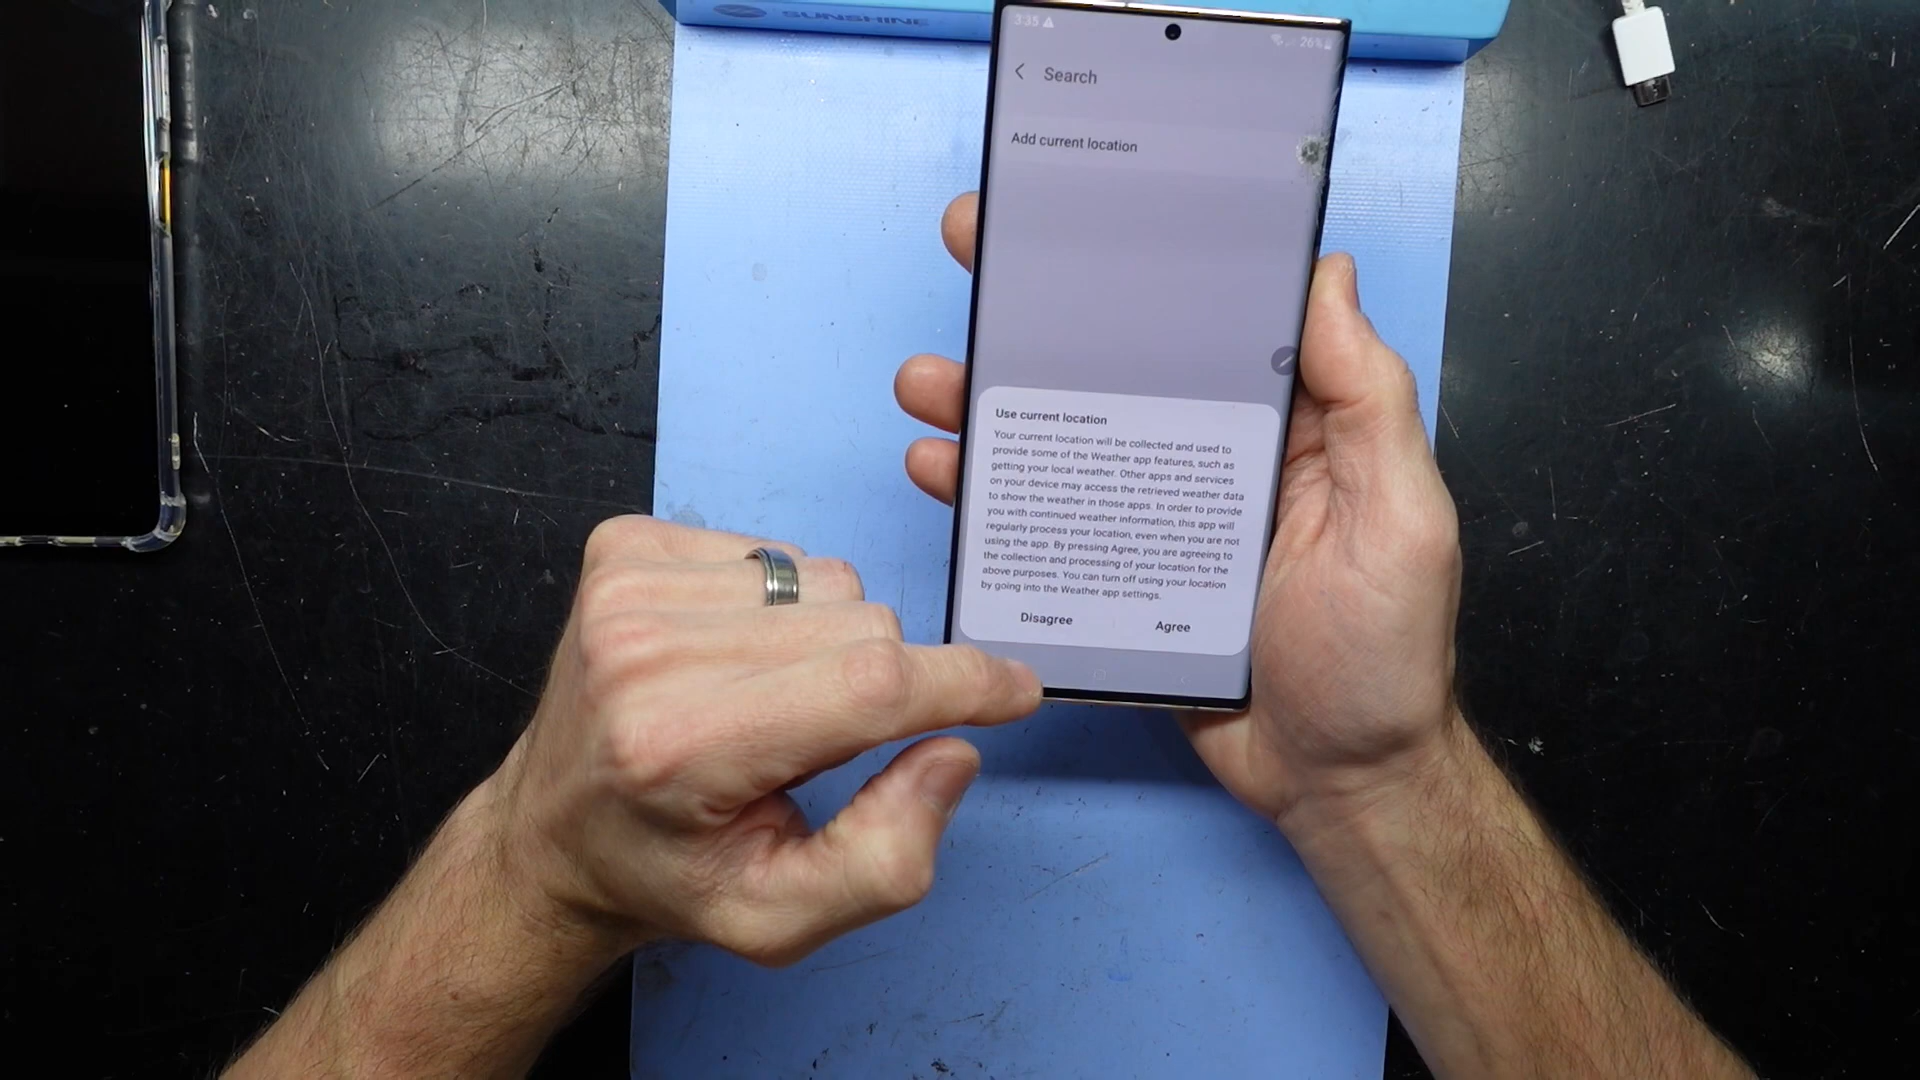 SUNSHINE
3:35
26%
Search
Add current location
Use current location
Your current location will be collected and used to
provide some of the Weather app features, such as
getting your local weather. Other apps and services
on your device may access the retrieved weather data
to show the weather in those apps. In order to provide
you with continued weather information, this app will
regularly process your location, even when you are not
using the app. By pressing Agree, you are agreeing to
the collection and processing of your location for the
above purposes. You can turn off using your location
by going into the Weather app settings.
Disagree
Agree